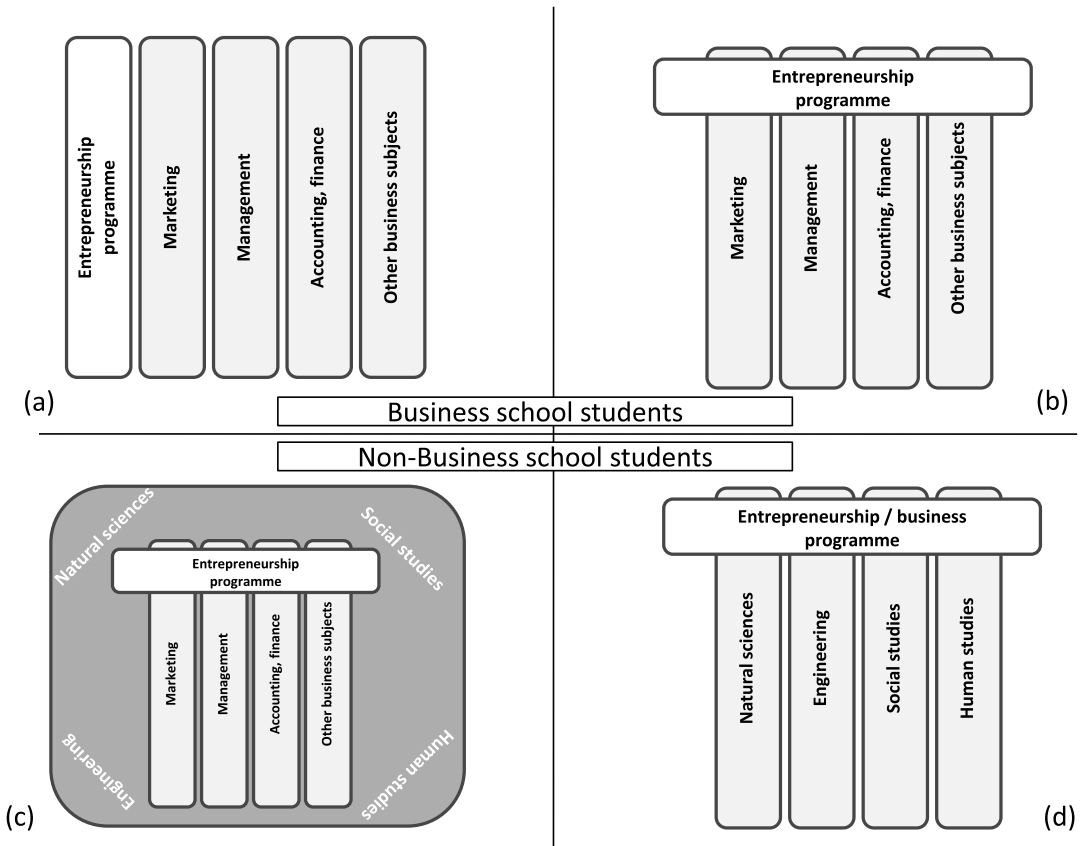 Entrepreneurship
programme
Marketing
Management
Accounting, finance
Other business subjects
(a)
Entrepreneurship
programme
Marketing
Management
Accounting, finance
Other business subjects
(b)
Business school students
Non-Business school students
Natural sciences
Social studies
Entrepreneurship
programme
Marketing
Management
Accounting, finance
Other business subjects
Engineering
Human studies
(c)
Entrepreneurship / business
programme
Natural sciences
Engineering
Social studies
Human studies
(d)